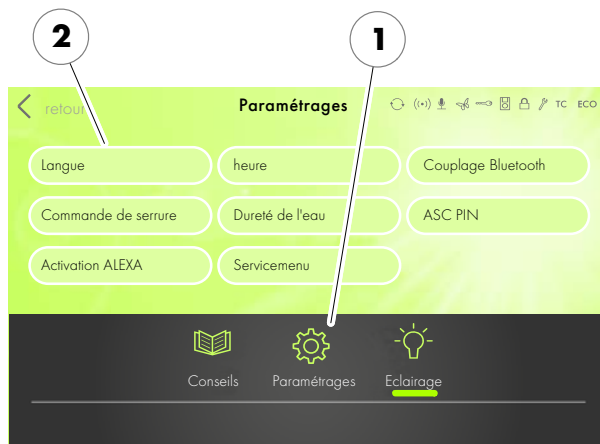 2 1
retour Paramétrages TC ECO
Langue heure Couplage Bluetooth
Commande de serrure Dureté de l'eau ASC PIN
Activation ALEXA Servicemenu
Conseils Paramétrages Eclairage